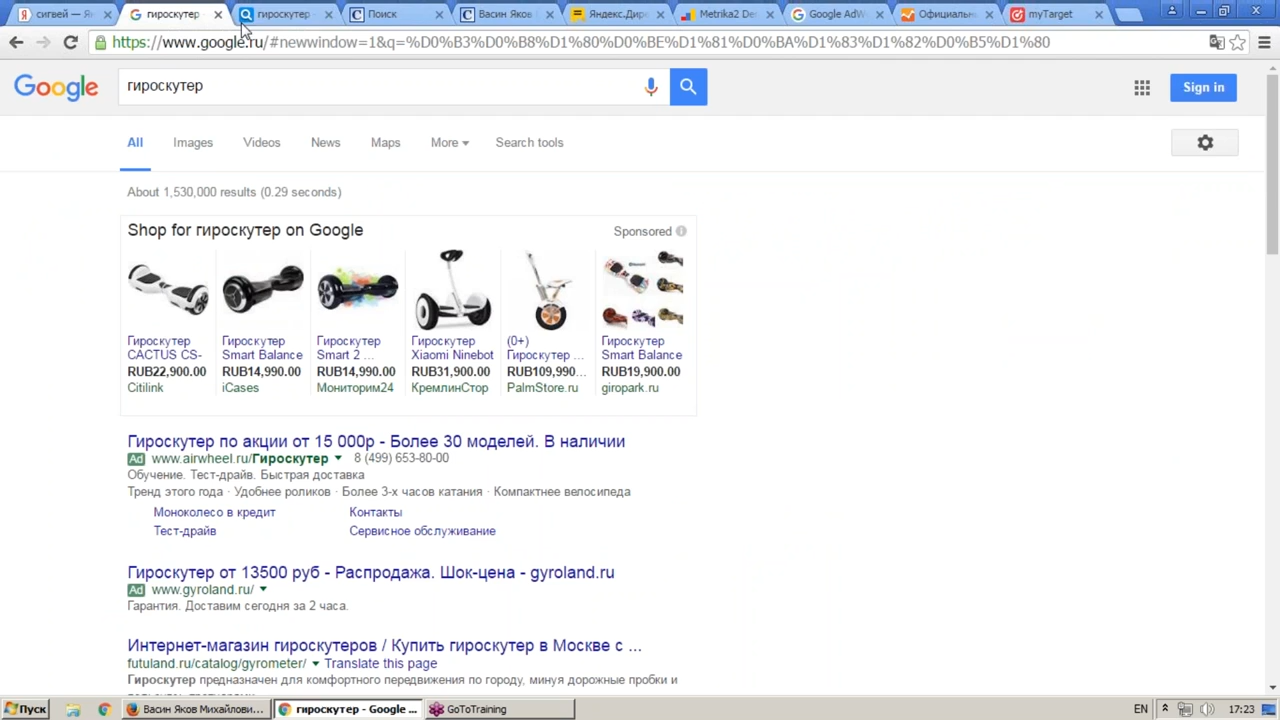 сигвей — Янд
гироскутер
гироскутер -
Поиск
Васин Яков М
Яндекс.Дире
Metrika2 De
Google AdW
Официальн
myTarget
https://www.google.ru/#newwindow=1&q=%D0%B3%D0%B8%D1%80%D0%BE%D1%81%D0%BA%D1%83%D1%82%D0%B5%D1%80
Google
гироскутер
Sign in
All Images Videos News Maps More Search tools
About 1,530,000 results (0.29 seconds)
Shop for гироскутер on Google
Sponsored
Гироскутер
CACTUS CS-
RUB22,900.00
Citilink
Гироскутер
Smart Balance
RUB14,990.00
iCases
Гироскутер
Smart 2 ...
RUB14,990.00
Мониторим24
Гироскутер
Xiaomi Ninebot
RUB31,900.00
КремлинСтор
(0+)
Гироскутер ...
RUB109,990...
PalmStore.ru
Гироскутер
Smart Balance
RUB19,900.00
giropark.ru
Гироскутер по акции от 15 000р - Более 30 моделей. В наличии
Ad www.airwheel.ru/Гироскутер 8 (499) 653-80-00
Обучение. Тест-драйв. Быстрая доставка
Тренд этого года · Удобнее роликов · Более 3-х часов катания · Компактнее велосипеда
Моноколесо в кредит Контакты
Тест-драйв Сервисное обслуживание
Гироскутер от 13500 руб - Распродажа. Шок-цена - gyroland.ru
Ad www.gyroland.ru/
Гарантия. Доставим сегодня за 2 часа.
Интернет-магазин гироскутеров / Купить гироскутер в Москве с ...
futuland.ru/catalog/gyrometer/ Translate this page
Гироскутер предназначен для комфортного передвижения по городу, минуя дорожные пробки и
Пуск
Васин Яков Михайлови...
гироскутер - Google ...
GoToTraining
EN
17:23